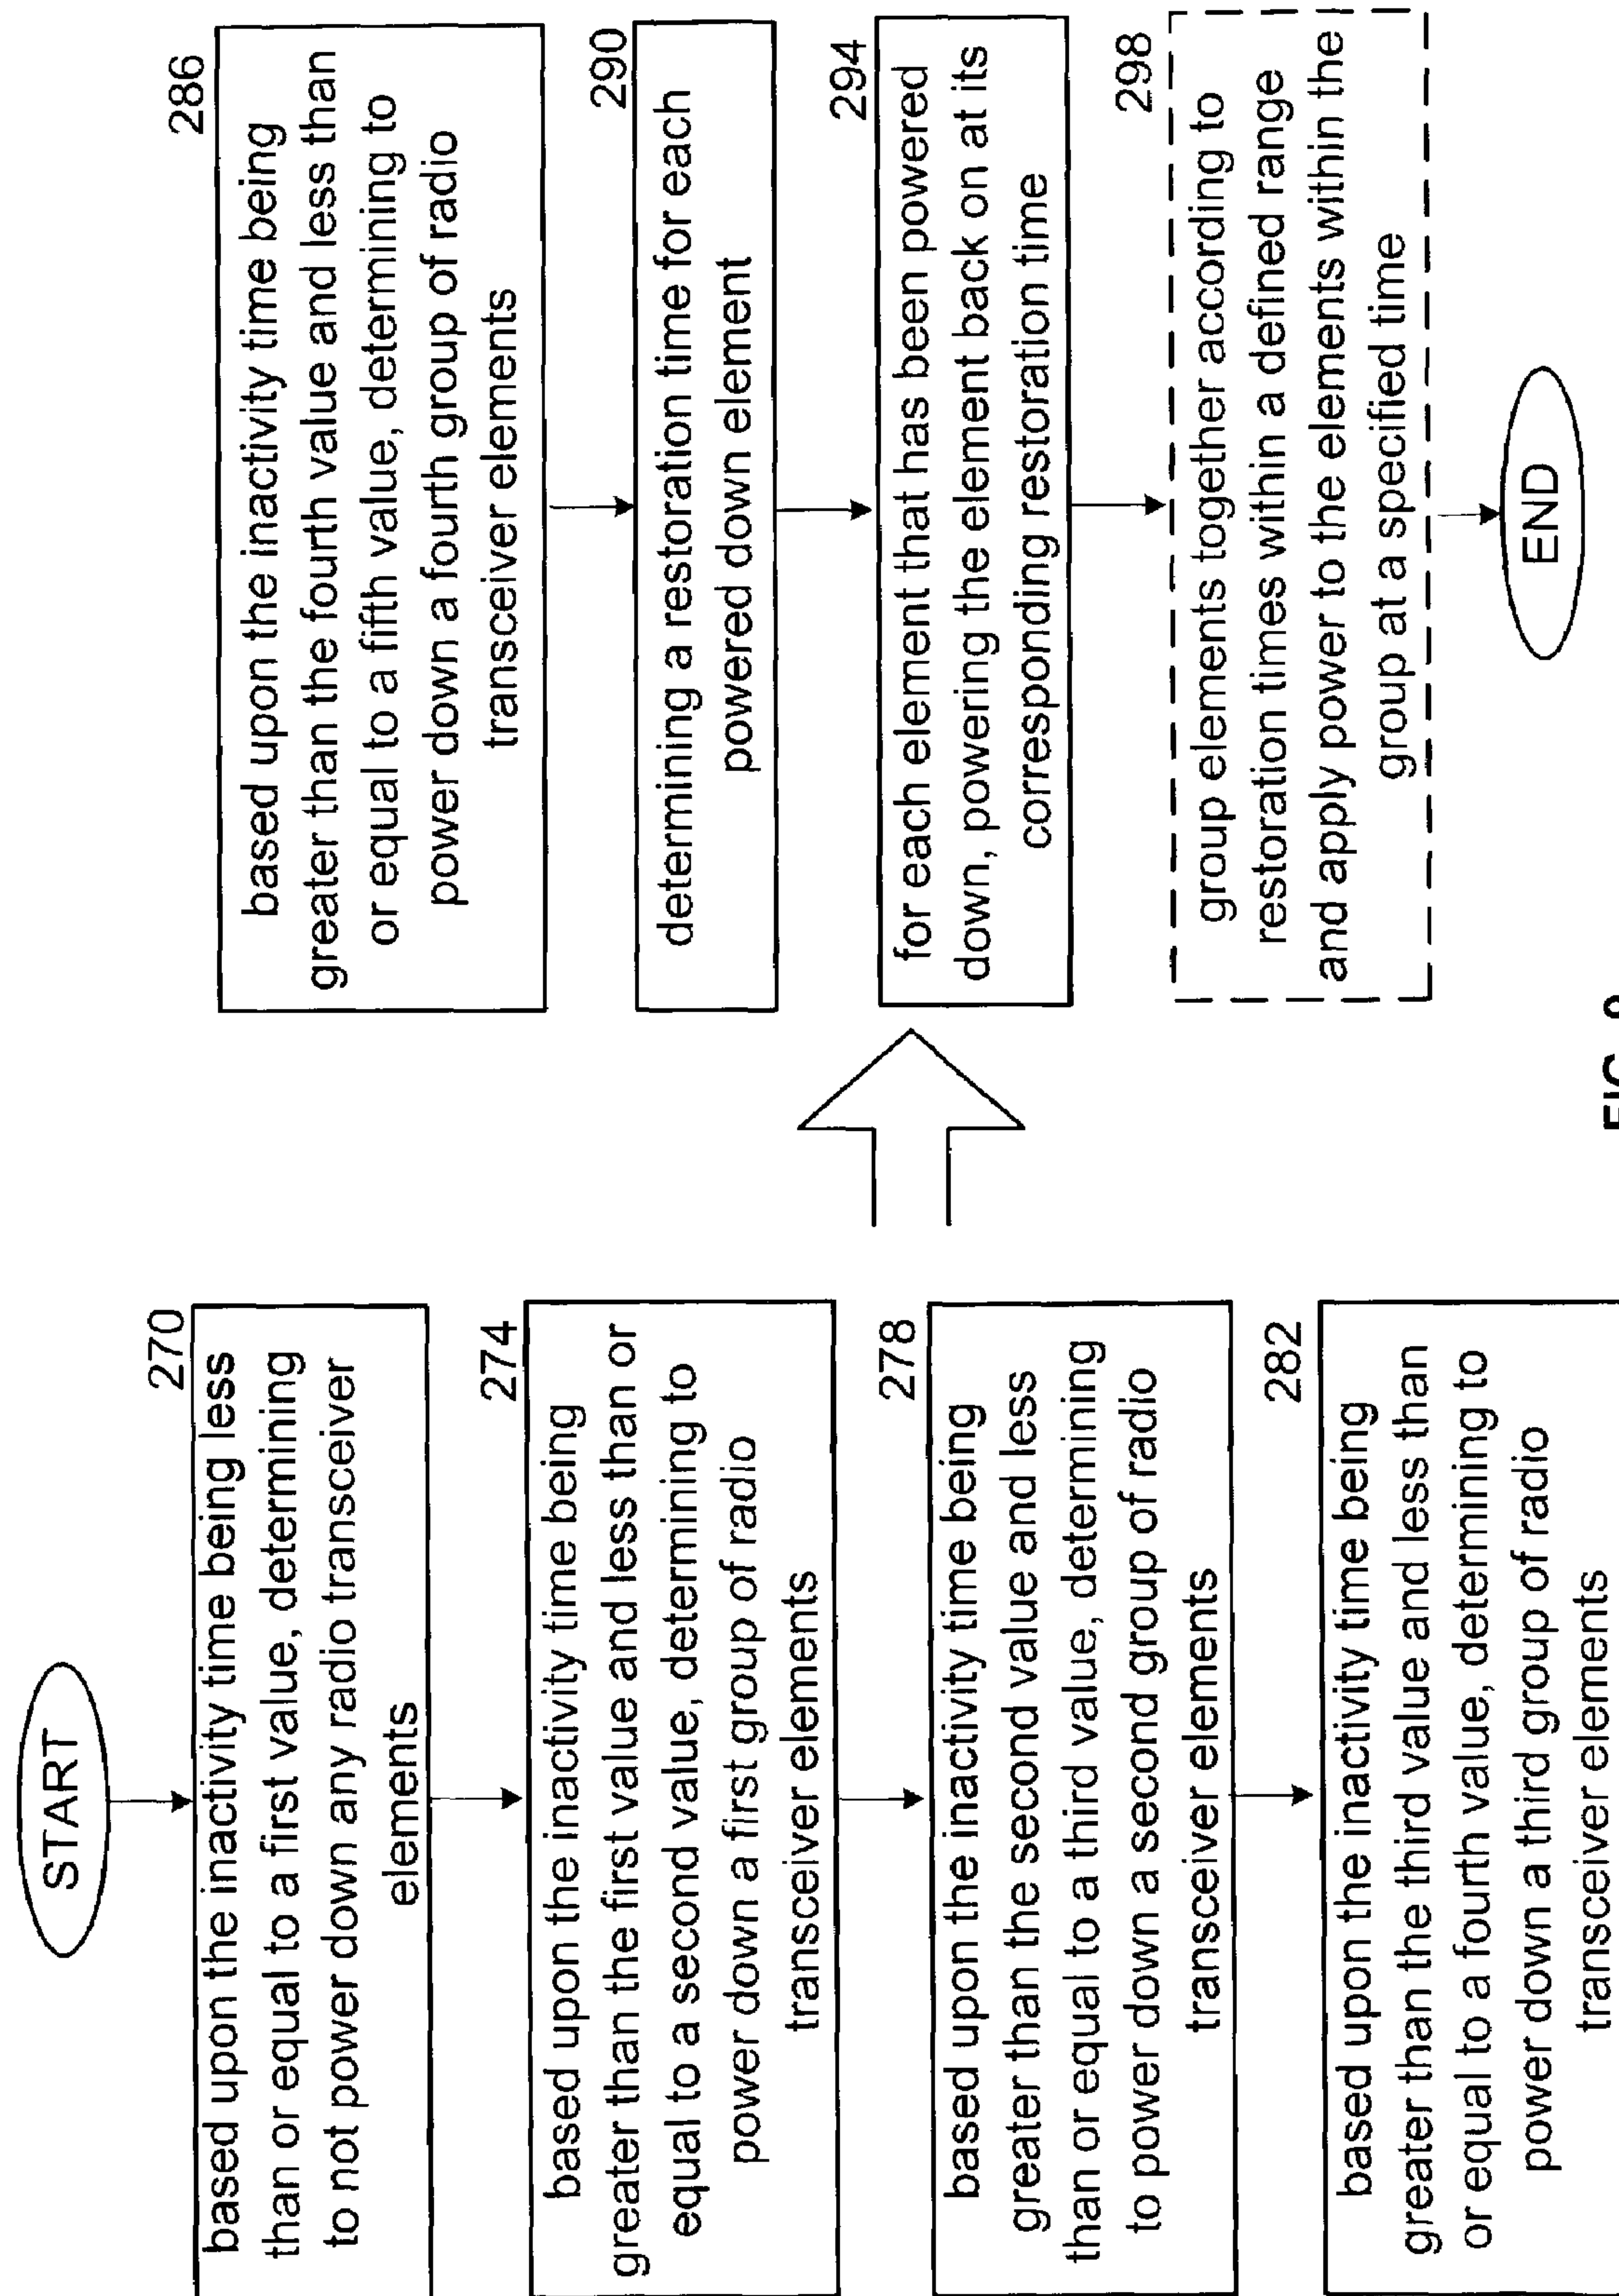 START
270
based upon the inactivity time being less
than or equal to a first value, determining
to not power down any radio transceiver
elements
274
based upon the inactivity time being
greater than the first value and less than or
equal to a second value, determining to
power down a first group of radio
transceiver elements
278
based upon the inactivity time being
greater than the second value and less
than or equal to a third value, determining
to power down a second group of radio
transceiver elements
282
based upon the inactivity time being
greater than the third value and less than
or equal to a fourth value, determining to
power down a third group of radio
transceiver elements
286
based upon the inactivity time being
greater than the fourth value and less than
or equal to a fifth value, determining to
power down a fourth group of radio
transceiver elements
290
determining a restoration time for each
powered down element
294
for each element that has been powered
down, powering the element back on at its
corresponding restoration time
298
group elements together according to
restoration times within a defined range
and apply power to the elements within the
group at a specified time
END
FIG.